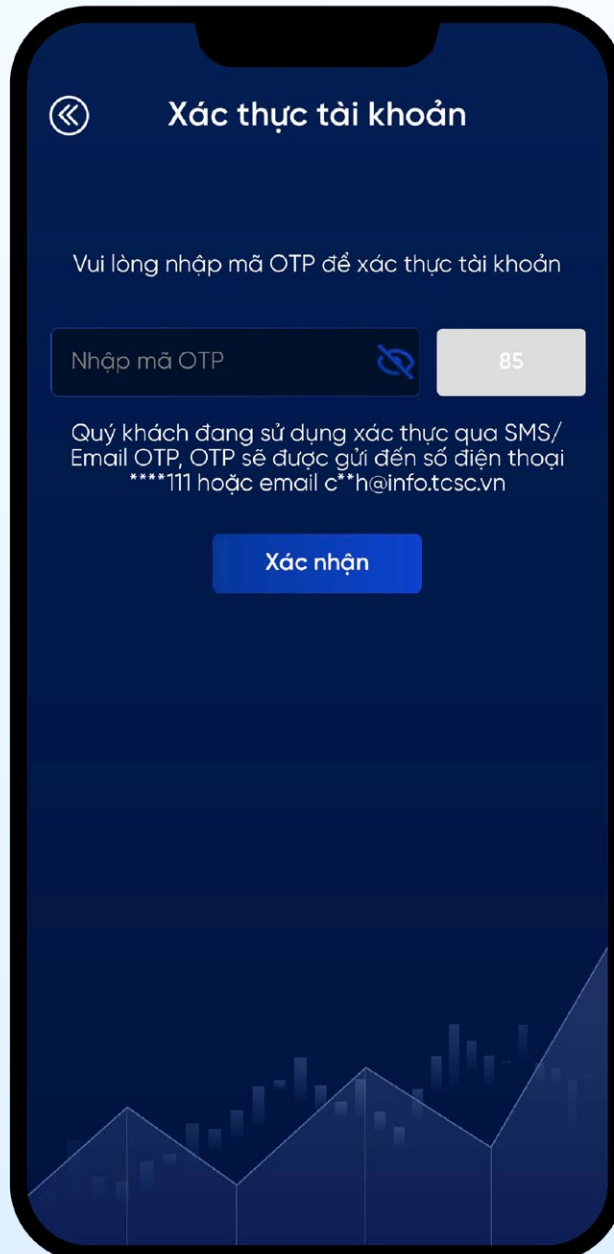 Xác thực tài khoản
Vui lòng nhập mã OTP để xác thực tài khoản
Nhập mã OTP
85
Quý khách đang sử dụng xác thực qua SMS/
Email OTP, OTP sẽ được gửi đến số điện thoại
****111 hoặc email c**h@info.tcsc.vn
Xác nhận